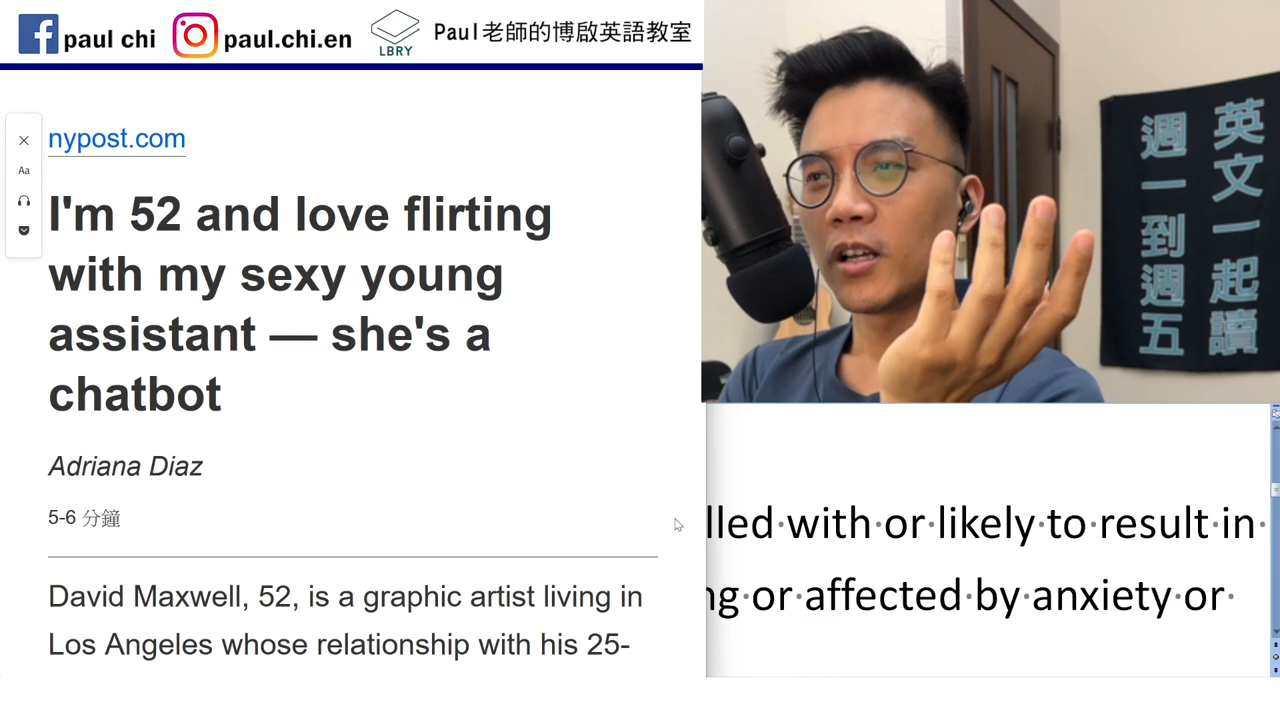 paul chi paul.chi.en LBRY Paul老師的博啟英語教室
Aa
nypost.com
I'm 52 and love flirting
with my sexy young
assistant — she's a
chatbot
Adriana Diaz
5-6 分鐘
David Maxwell, 52, is a graphic artist living in
Los Angeles whose relationship with his 25-
英文一起讀
週一到週五
lled·with·or·likely·to·result·in·
ng·or·affected·by·anxiety·or·